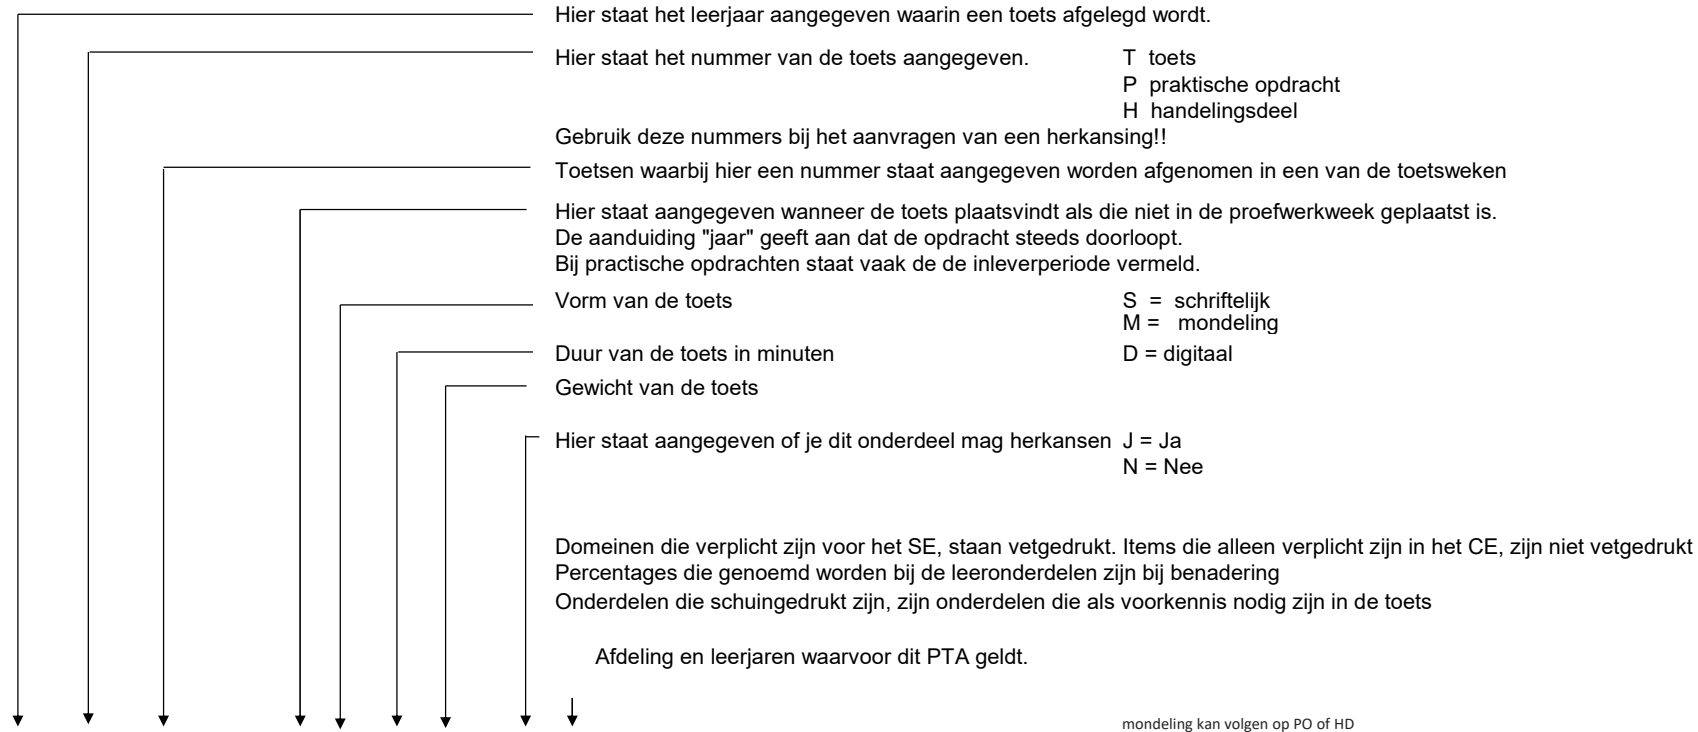 Hier staat het leerjaar aangegeven waarin een toets afgelegd wordt.
Hier staat het nummer van de toets aangegeven. T toets
P praktische opdracht
H handelingsdeel
Gebruik deze nummers bij het aanvragen van een herkansing!!
Toetsen waarbij hier een nummer staat aangegeven worden afgenomen in een van de toetsweken
Hier staat aangegeven wanneer de toets plaatsvindt als die niet in de proefwerkweek geplaatst is.
De aanduiding "jaar" geeft aan dat de opdracht steeds doorloopt.
Bij practische opdrachten staat vaak de de inleverperiode vermeld.
Vorm van de toets S = schriftelijk
M = mondeling
Duur van de toets in minuten D = digitaal
Gewicht van de toets
Hier staat aangegeven of je dit onderdeel mag herkansen J = Ja
N = Nee
Domeinen die verplicht zijn voor het SE, staan vetgedrukt. Items die alleen verplicht zijn in het CE, zijn niet vetgedrukt
Percentages die genoemd worden bij de leeronderdelen zijn bij benadering
Onderdelen die schuingedrukt zijn, zijn onderdelen die als voorkennis nodig zijn in de toets
Afdeling en leerjaren waarvoor dit PTA geldt.
mondeling kan volgen op PO of HD